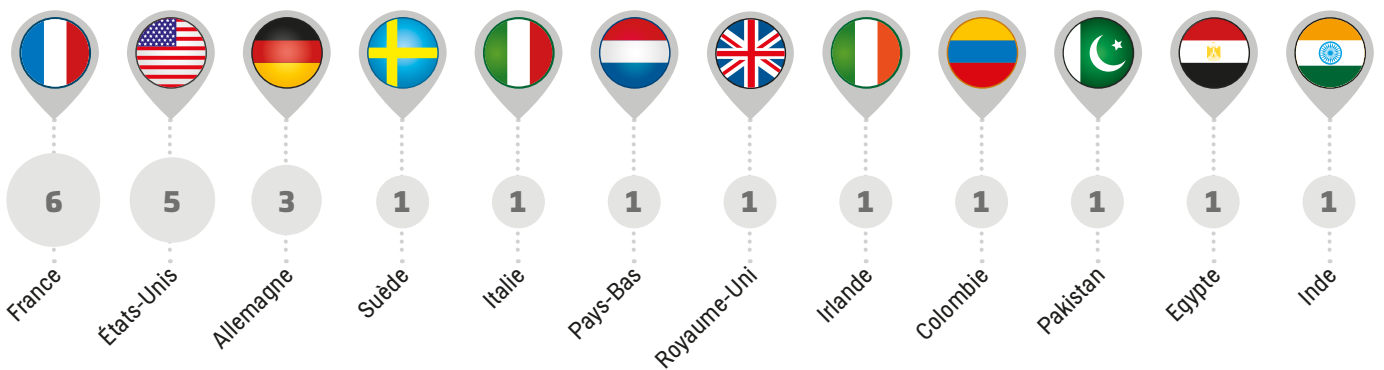 6 5 3 1 1 1 1 1 1 1 1 1
France États-Unis Allemagne Suède Italie Pays-Bas Royaume-Uni Irlande Colombie Pakistan Egypte Inde